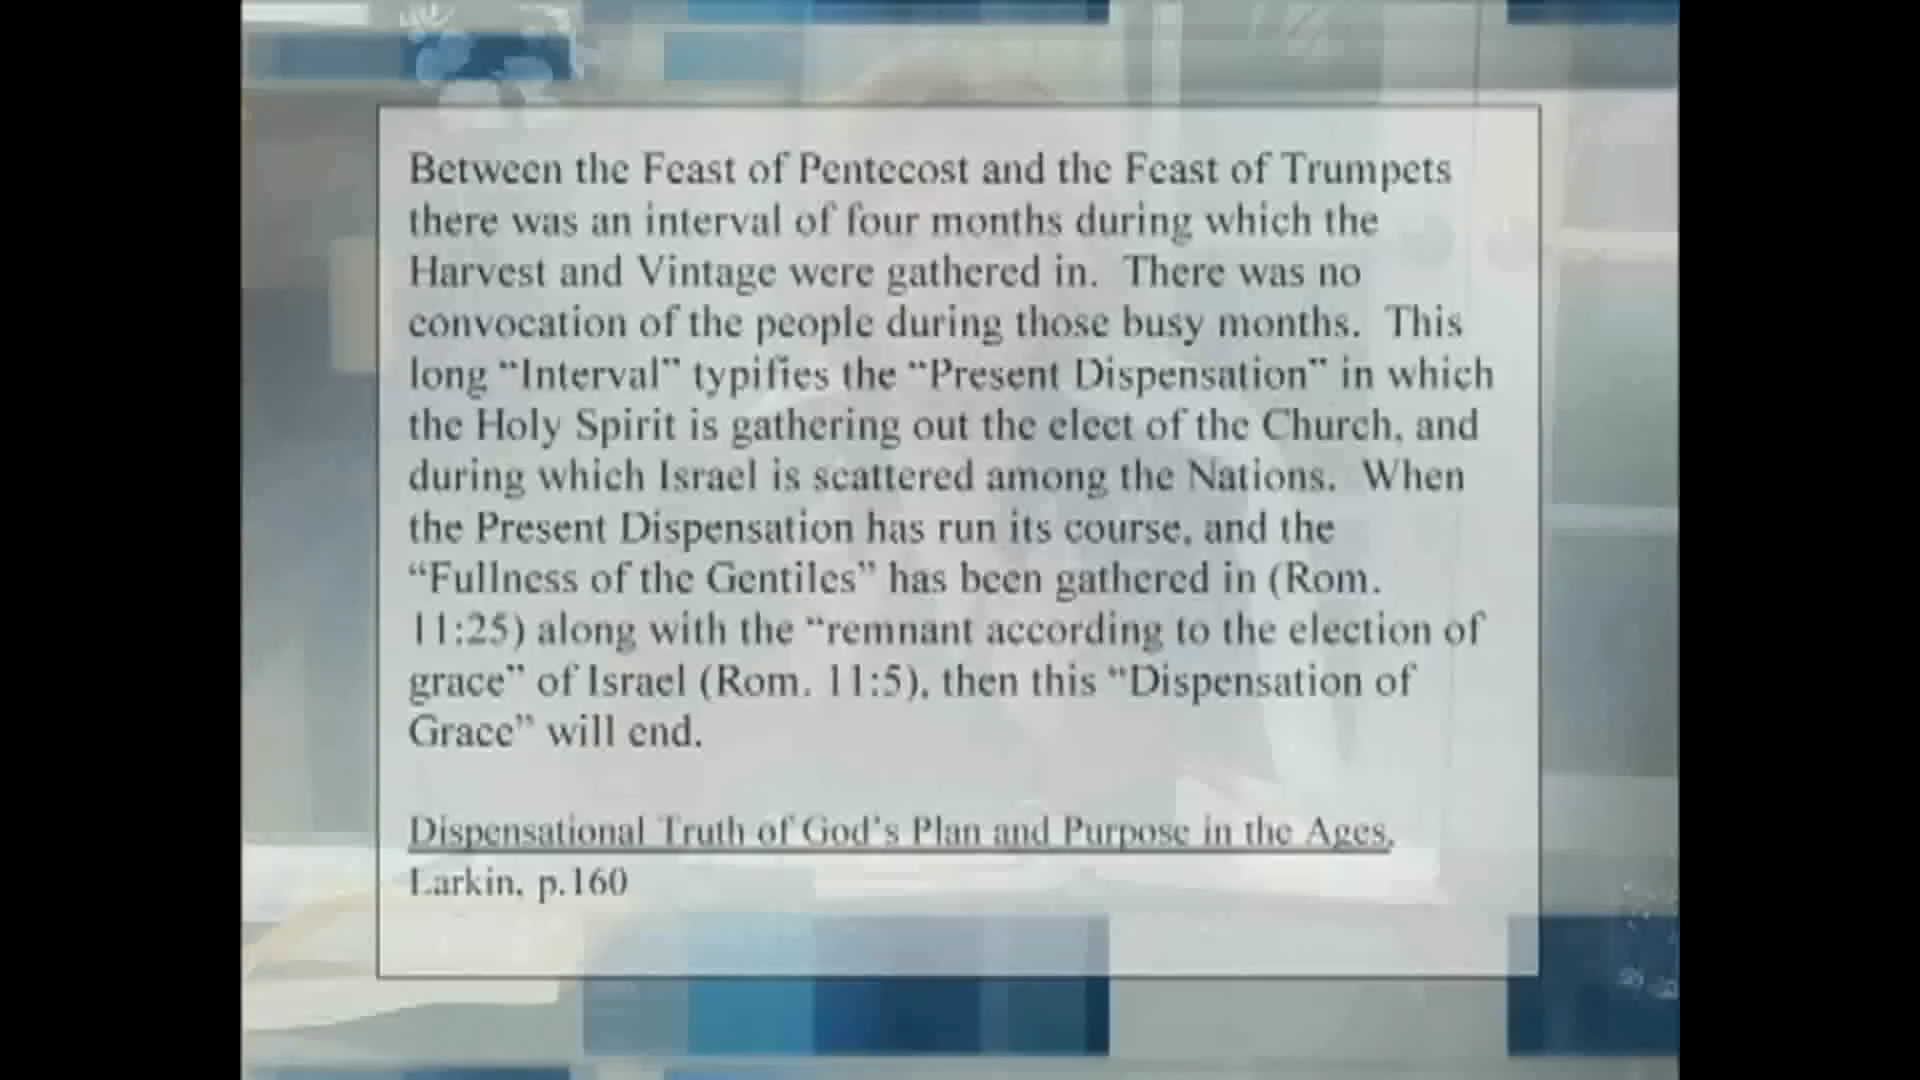 Between the Feast of Pentecost and the Feast of Trumpets
there was an interval of four months during which the
Harvest and Vintage were gathered in.  There was no
convocation of the people during those busy months.  This
long “Interval” typifies the “Present Dispensation” in which
the Holy Spirit is gathering out the elect of the Church, and
during which Israel is scattered among the Nations.  When
the Present Dispensation has run its course, and the
“Fullness of the Gentiles” has been gathered in (Rom.
11:25) along with the “remnant according to the election of
grace” of Israel (Rom. 11:5), then this “Dispensation of
Grace” will end.
Dispensational Truth of God’s Plan and Purpose in the Ages,
Larkin, p.160